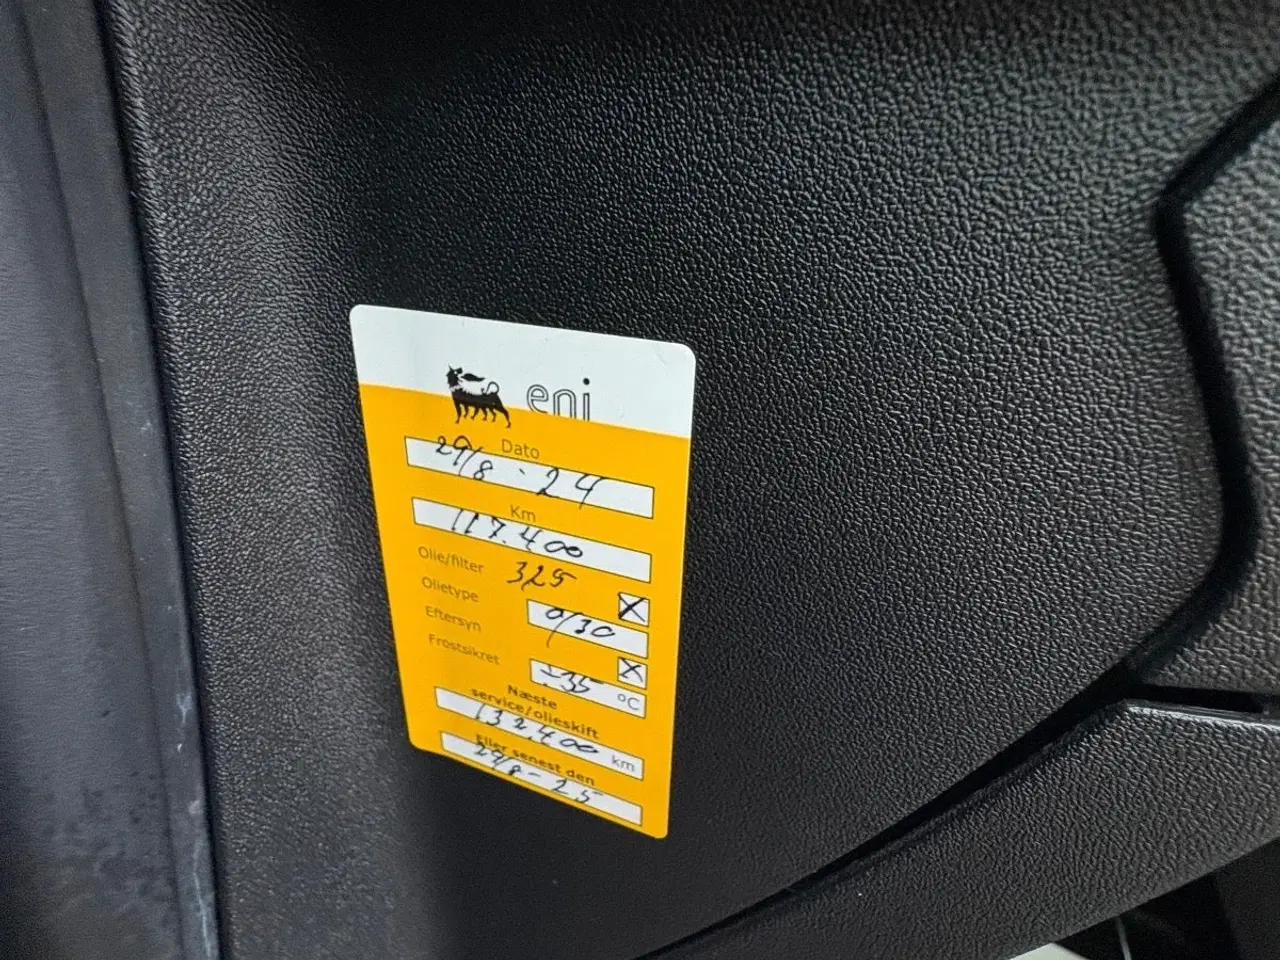 eni
Dato
29/8 - 24
Km
117.400
Olie/filter 325 X
Olietype 0/30
Eftersyn X
Frostsikret ÷35 °C
Næste
service/olieskift
132.400 km
Eller senest den
29/8 - 25